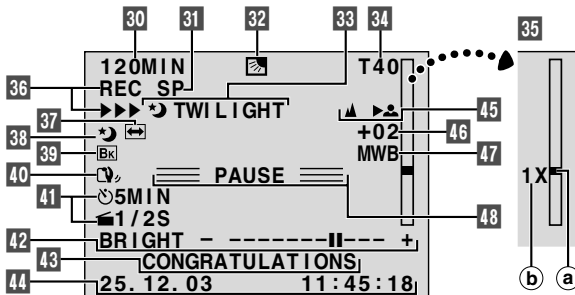 30 31 32 33 34 35
120MIN T40
REC SP
36
TWILIGHT
37 45
38 +02 46
39 BK MWB 47
40 PAUSE
1X
41 5MIN 48
1/2S
42 BRIGHT - -------▮▮--- +
b a
43 CONGRATULATIONS
44 25.12.03 11:45:18